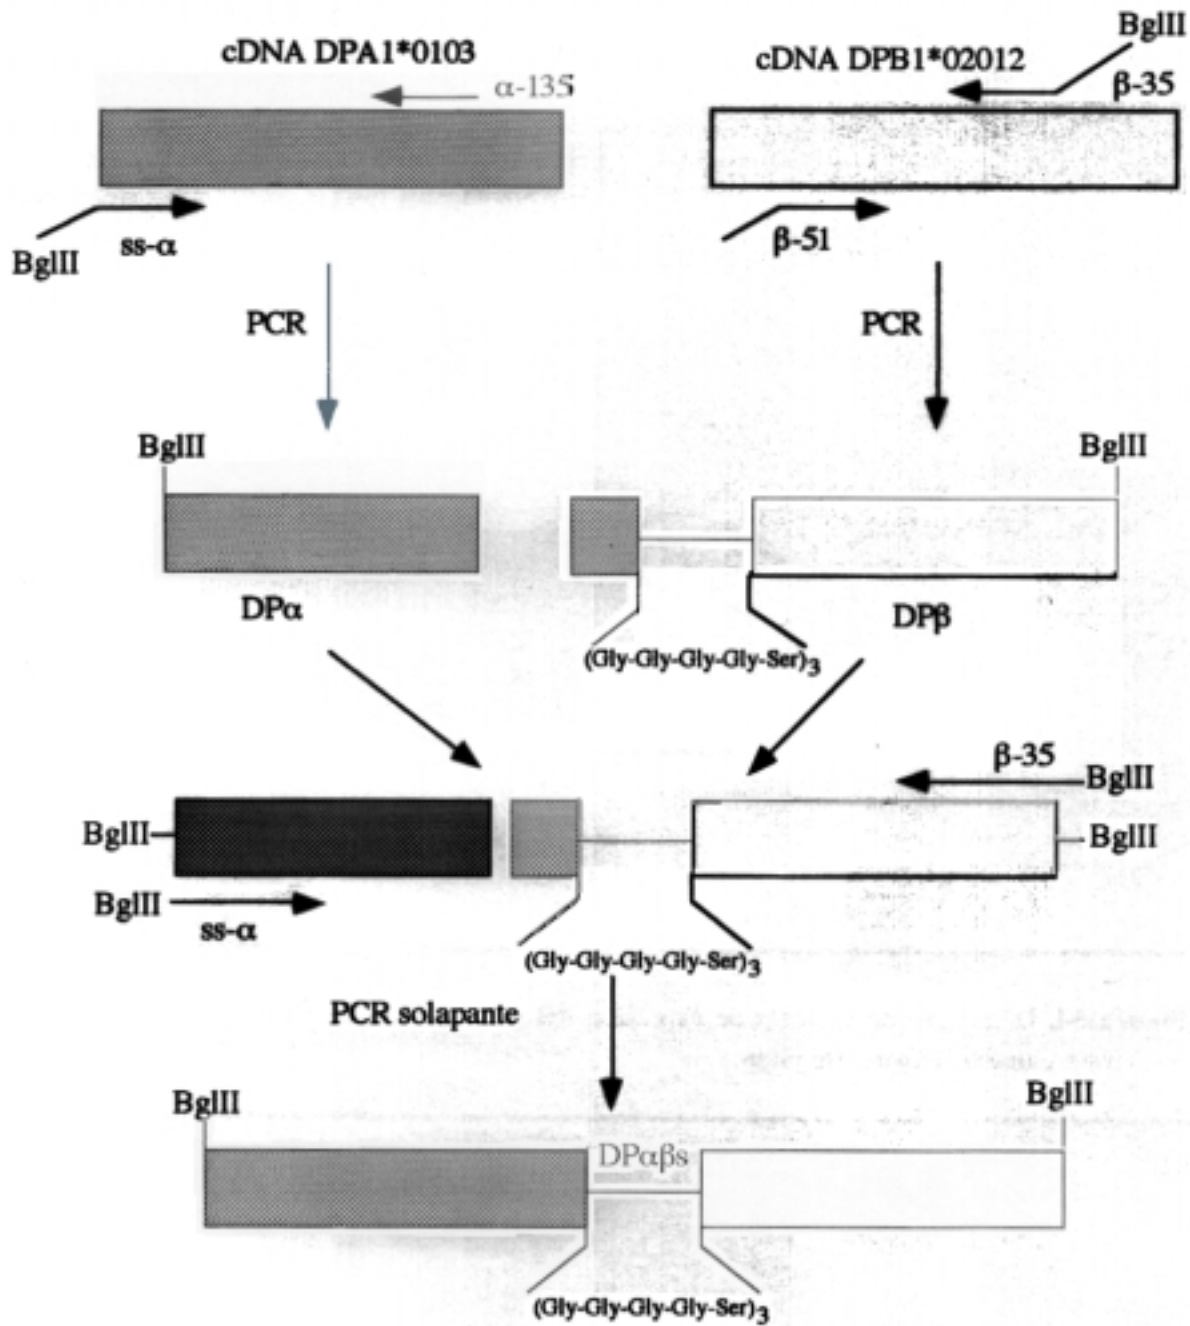 BglII
cDNA DPA1*0103
cDNA DPB1*02012
α-135
β-35
ss-α
β-51
BglII
PCR
PCR
BglII
BglII
DPα
DPβ
(Gly-Gly-Gly-Gly-Ser)3
β-35
BglII
BglII
BglII
BglII
ss-α
(Gly-Gly-Gly-Gly-Ser)3
PCR solapante
BglII
BglII
DPαβs
(Gly-Gly-Gly-Gly-Ser)3